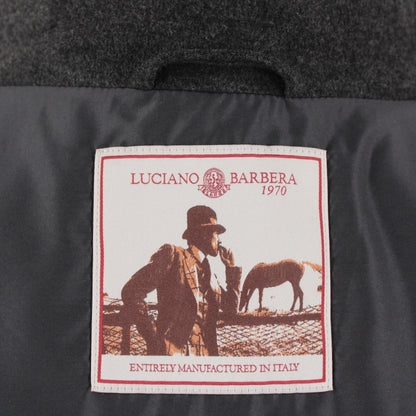 LUCIANO BARBERA
1970
ENTIRELY MANUFACTURED IN ITALY